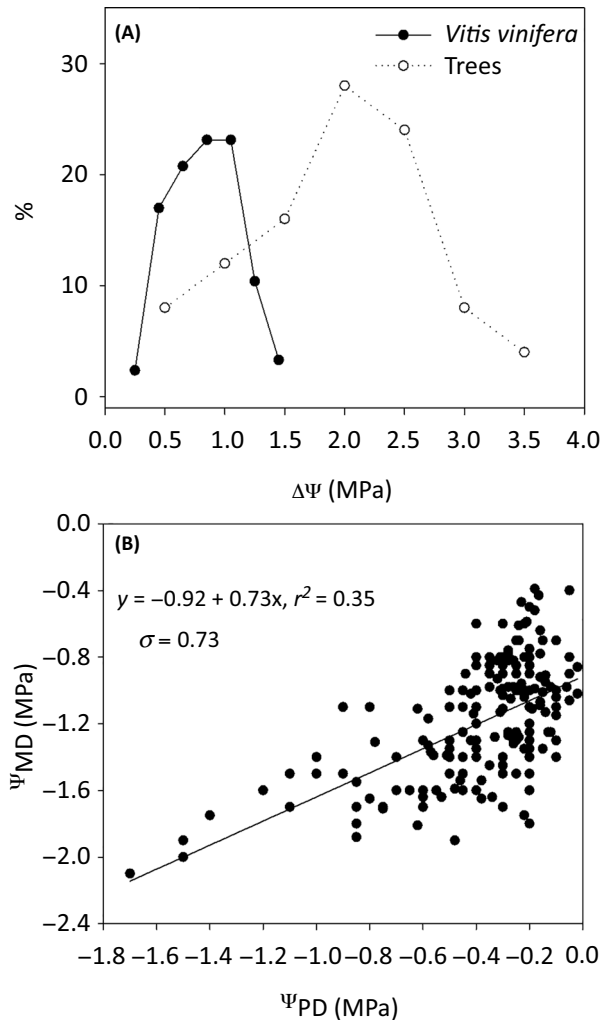 (A)
Vitis vinifera
Trees
30
20
10
0
%
0.0 0.5 1.0 1.5 2.0 2.5 3.0 3.5 4.0
ΔΨ (MPa)
(B)
0.0
−0.4
−0.8
−1.2
−1.6
−2.0
−2.4
y = −0.92 + 0.73x, r² = 0.35
σ = 0.73
ΨMD (MPa)
−1.8 −1.6 −1.4 −1.2 −1.0 −0.8 −0.6 −0.4 −0.2 0.0
ΨPD (MPa)